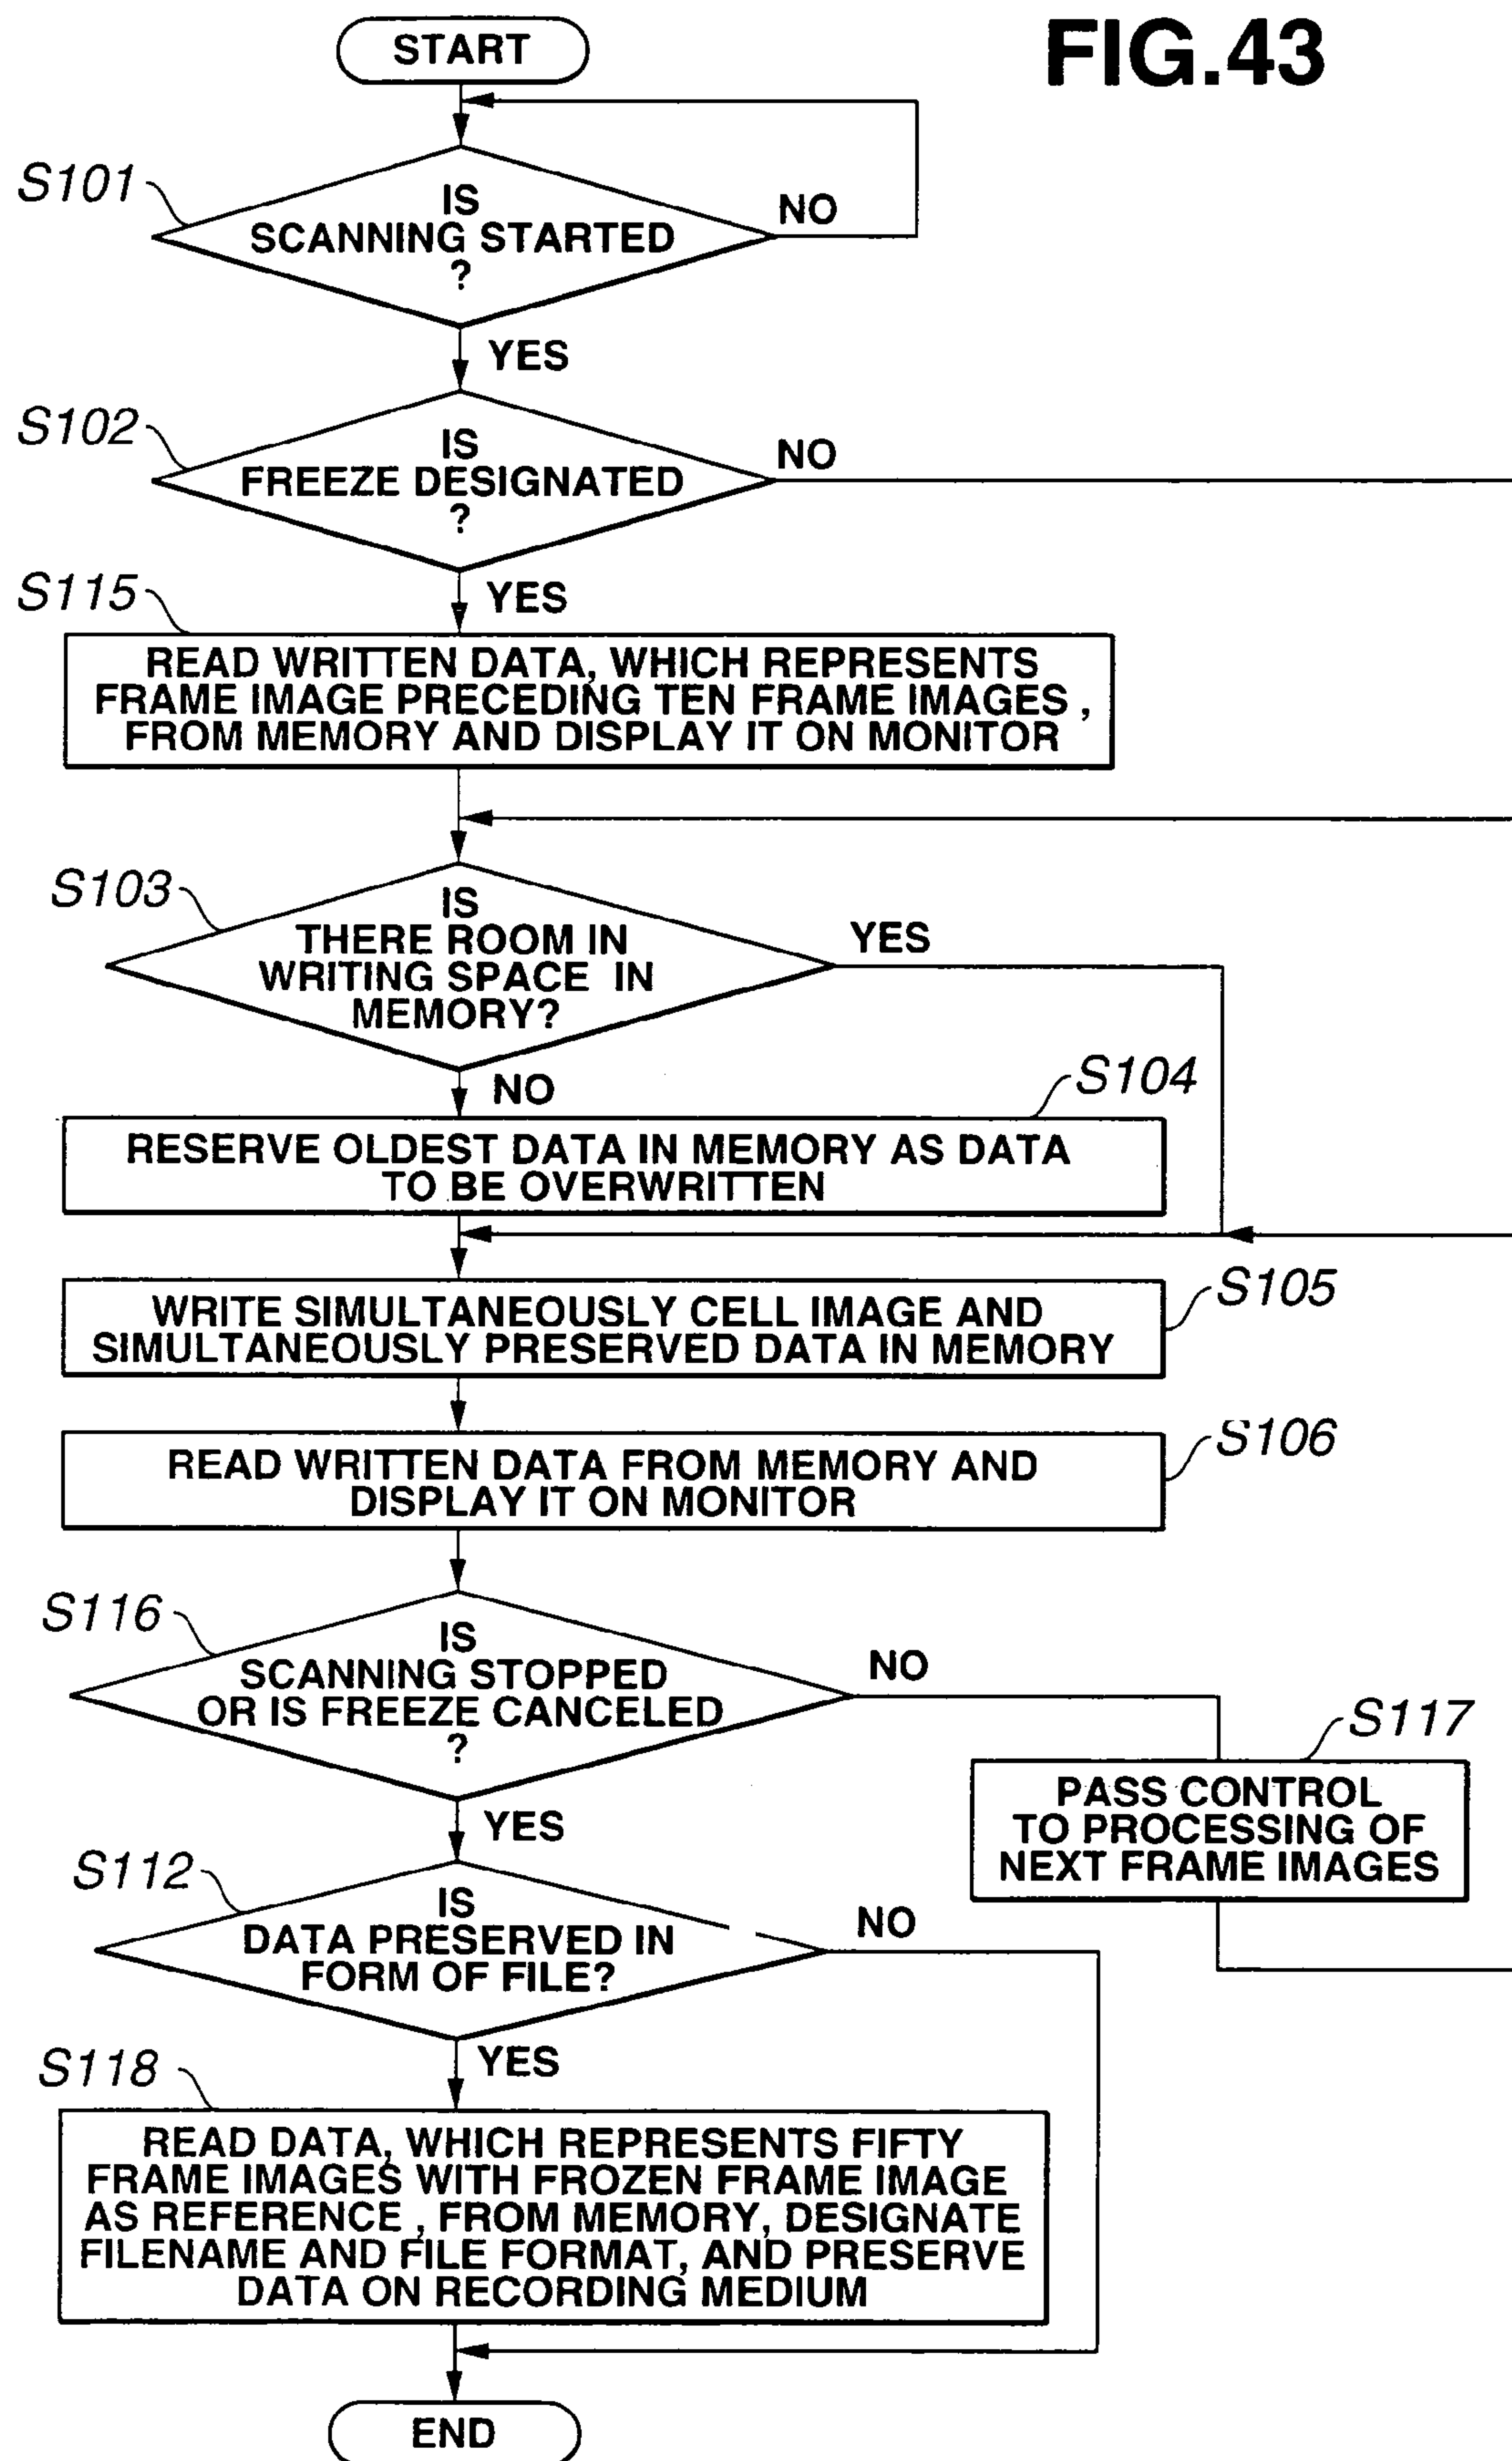 FIG.43
START
S101
IS
SCANNING STARTED
?
NO
YES
S102
IS
FREEZE DESIGNATED
?
NO
YES
S115
READ WRITTEN DATA, WHICH REPRESENTS
FRAME IMAGE PRECEDING TEN FRAME IMAGES ,
FROM MEMORY AND DISPLAY IT ON MONITOR
S103
IS
THERE ROOM IN
WRITING SPACE IN
MEMORY?
YES
NO
S104
RESERVE OLDEST DATA IN MEMORY AS DATA
TO BE OVERWRITTEN
S105
WRITE SIMULTANEOUSLY CELL IMAGE AND
SIMULTANEOUSLY PRESERVED DATA IN MEMORY
S106
READ WRITTEN DATA FROM MEMORY AND
DISPLAY IT ON MONITOR
S116
IS
SCANNING STOPPED
OR IS FREEZE CANCELED
?
NO
YES
S117
PASS CONTROL
TO PROCESSING OF
NEXT FRAME IMAGES
S112
IS
DATA PRESERVED IN
FORM OF FILE?
NO
YES
S118
READ DATA, WHICH REPRESENTS FIFTY
FRAME IMAGES WITH FROZEN FRAME IMAGE
AS REFERENCE , FROM MEMORY, DESIGNATE
FILENAME AND FILE FORMAT, AND PRESERVE
DATA ON RECORDING MEDIUM
END